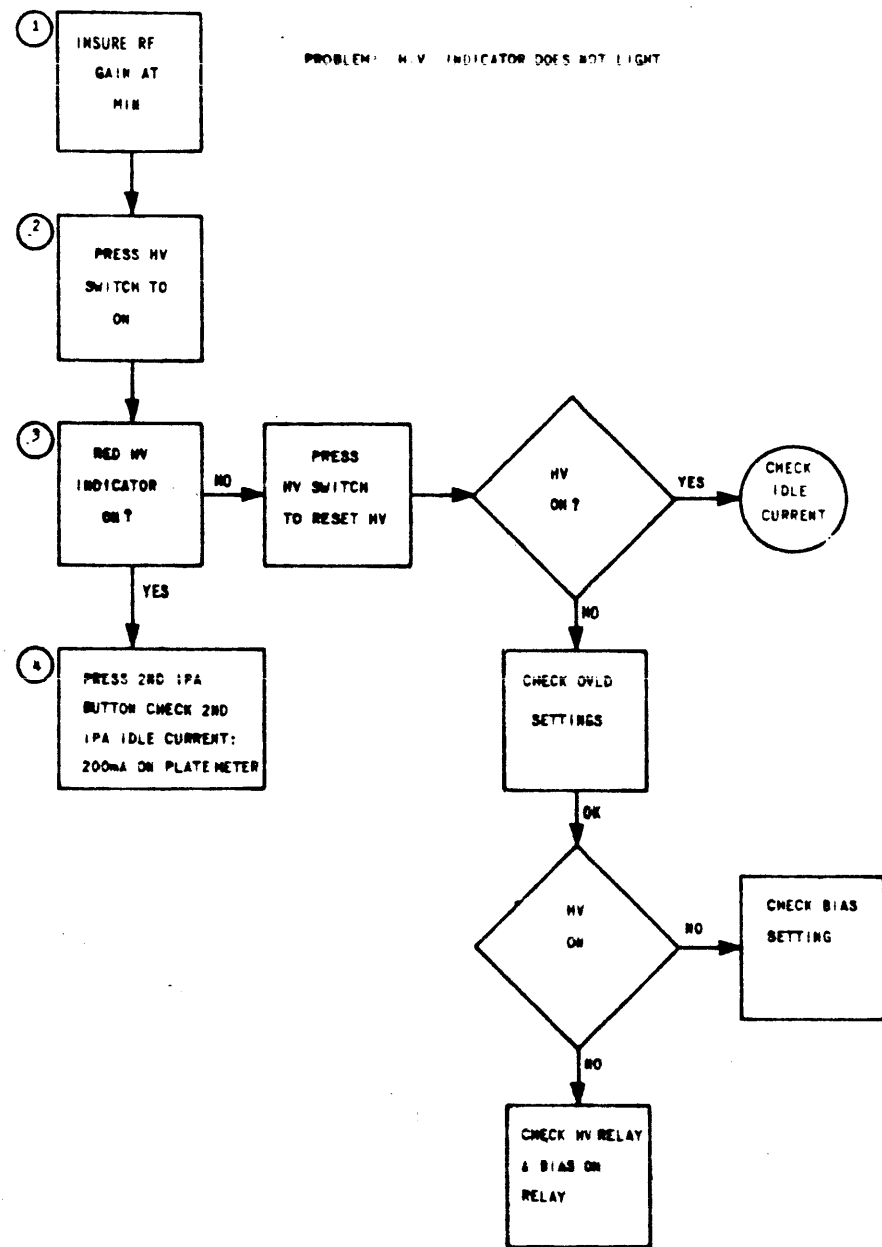 1
INSURE RF
GAIN AT
MIN
PROBLEM: H.V. INDICATOR DOES NOT LIGHT
2
PRESS HV
SWITCH TO
ON
3
RED HV
INDICATOR
ON?
NO
PRESS
HV SWITCH
TO RESET HV
HV
ON?
YES
CHECK
IDLE
CURRENT
YES
NO
4
PRESS 2ND IPA
BUTTON CHECK 2ND
IPA IDLE CURRENT:
200mA ON PLATE METER
CHECK OVLD
SETTINGS
OK
HV
ON
NO
CHECK BIAS
SETTING
NO
CHECK HV RELAY
& BIAS ON
RELAY